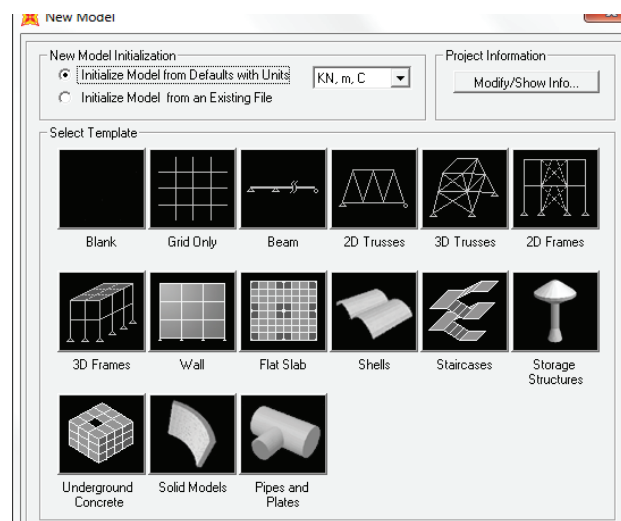 New Model
New Model Initialization
Initialize Model from Defaults with Units
KN, m, C
Initialize Model from an Existing File
Project Information
Modify/Show Info...
Select Template
Blank
Grid Only
Beam
2D Trusses
3D Trusses
2D Frames
3D Frames
Wall
Flat Slab
Shells
Staircases
Storage
Structures
Underground
Concrete
Solid Models
Pipes and
Plates